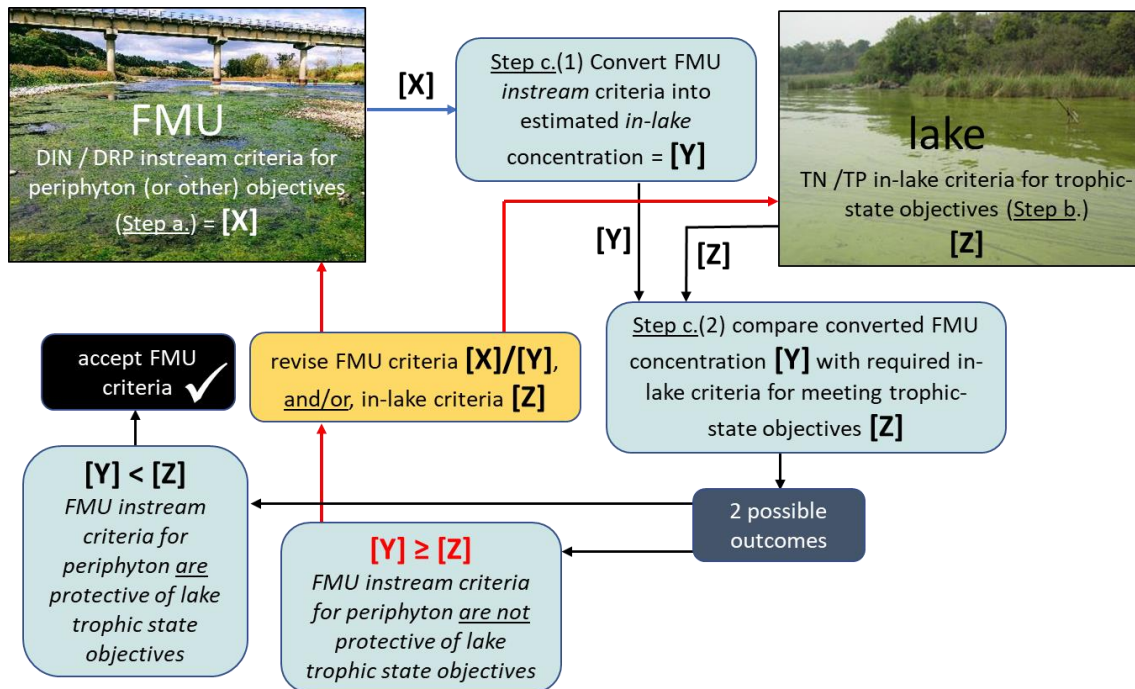 FMU
DIN / DRP instream criteria for
periphyton (or other) objectives
(Step a.) = [X]
[X]
Step c.(1) Convert FMU
instream criteria into
estimated in-lake
concentration = [Y]
lake
TN /TP in-lake criteria for trophic-
state objectives (Step b.)
[Z]
[Y]
[Z]
Step c.(2) compare converted FMU
concentration [Y] with required in-
lake criteria for meeting trophic-
state objectives [Z]
accept FMU
criteria
revise FMU criteria [X]/[Y],
and/or, in-lake criteria [Z]
2 possible
outcomes
[Y] < [Z]
FMU instream
criteria for
periphyton are
protective of lake
trophic state
objectives
[Y] ≥ [Z]
FMU instream criteria
for periphyton are not
protective of lake
trophic state objectives